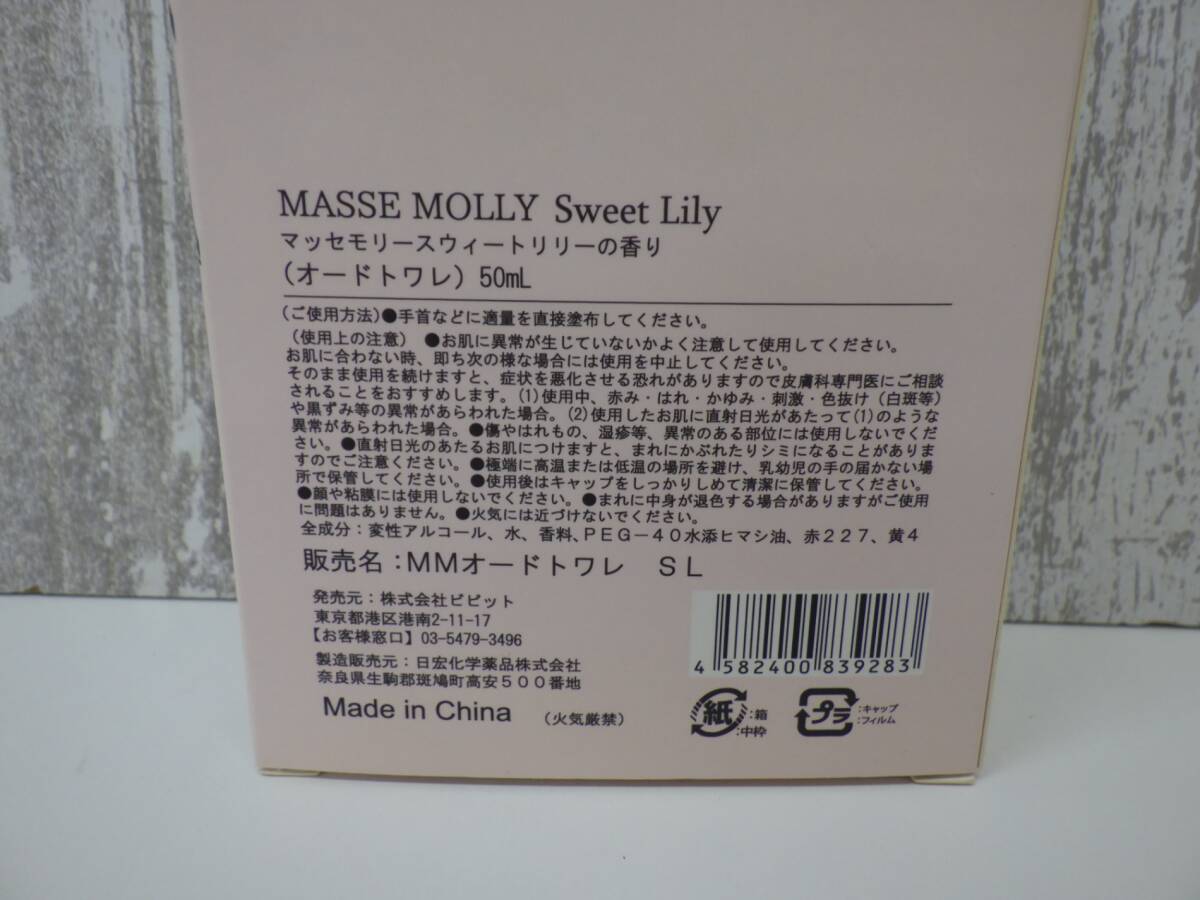 MASSE MOLLY Sweet Lily
マッセモリースウィートリリーの香り
(オードトワレ) 50mL
(ご使用方法)●手首などに適量を直接塗布してください。
(使用上の注意) ●お肌に異常が生じていないかよく注意して使用してください。
お肌に合わない時、即ち次の様な場合には使用を中止してください。
そのまま使用を続けますと、症状を悪化させる恐れがありますので皮膚科専門医にご相談
されることをおすすめします。(1)使用中、赤み・はれ・かゆみ・刺激・色抜け(白斑等)
や黒ずみ等の異常があらわれた場合。(2)使用したお肌に直射日光があたって(1)のような
異常があらわれた場合。●傷やはれもの、湿疹等、異常のある部位には使用しないでくだ
さい。●直射日光のあたるお肌につけますと、まれにかぶれたりシミになることがありま
すのでご注意ください。●極端に高温または低温の場所を避け、乳幼児の手の届かない場
所で保管してください。●使用後はキャップをしっかりしめて清潔に保管してください。
●顔や粘膜には使用しないでください。●まれに中身が退色する場合がありますがご使用
に問題はありません。●火気には近づけないでください。
全成分：変性アルコール、水、香料、ＰＥＧ－４０水添ヒマシ油、赤２２７、黄４
販売名：ＭＭオードトワレ　ＳＬ
発売元：株式会社ビビット
東京都港区港南2-11-17
【お客様窓口】03-5479-3496
製造販売元：日宏化学薬品株式会社
奈良県生駒郡斑鳩町高安５００番地
Made in China (火気厳禁)
4 582400 839283
紙 :箱
:中枠
プラ :キャップ
:フィルム